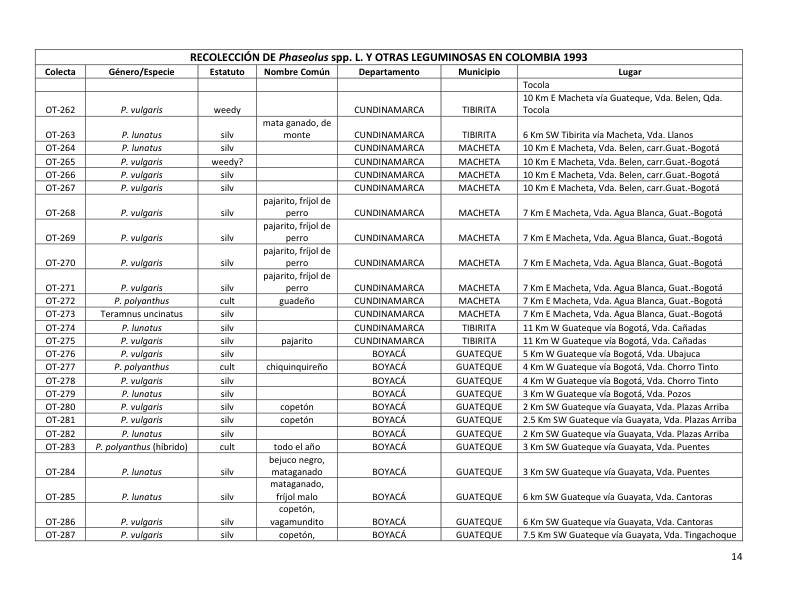 RECOLECCIÓN DE Phaseolus spp. L. Y OTRAS LEGUMINOSAS EN COLOMBIA 1993
Colecta Género/Especie Estatuto Nombre Común Departamento Municipio Lugar
Tocola
10 Km E Macheta vía Guateque, Vda. Belen, Qda.
OT-262 P. vulgaris weedy CUNDINAMARCA TIBIRITA Tocola
mata ganado, de
OT-263 P. lunatus silv monte CUNDINAMARCA TIBIRITA 6 Km SW Tibirita vía Macheta, Vda. Llanos
OT-264 P. lunatus silv CUNDINAMARCA MACHETA 10 Km E Macheta, Vda. Belen, carr.Guat.-Bogotá
OT-265 P. vulgaris weedy? CUNDINAMARCA MACHETA 10 Km E Macheta, Vda. Belen, carr.Guat.-Bogotá
OT-266 P. vulgaris silv CUNDINAMARCA MACHETA 10 Km E Macheta, Vda. Belen, carr.Guat.-Bogotá
OT-267 P. vulgaris silv CUNDINAMARCA MACHETA 10 Km E Macheta, Vda. Belen, carr.Guat.-Bogotá
pajarito, fríjol de
OT-268 P. vulgaris silv perro CUNDINAMARCA MACHETA 7 Km E Macheta, Vda. Agua Blanca, Guat.-Bogotá
pajarito, fríjol de
OT-269 P. vulgaris silv perro CUNDINAMARCA MACHETA 7 Km E Macheta, Vda. Agua Blanca, Guat.-Bogotá
pajarito, fríjol de
OT-270 P. vulgaris silv perro CUNDINAMARCA MACHETA 7 Km E Macheta, Vda. Agua Blanca, Guat.-Bogotá
pajarito, fríjol de
OT-271 P. vulgaris silv perro CUNDINAMARCA MACHETA 7 Km E Macheta, Vda. Agua Blanca, Guat.-Bogotá
OT-272 P. polyanthus cult guadeño CUNDINAMARCA MACHETA 7 Km E Macheta, Vda. Agua Blanca, Guat.-Bogotá
OT-273 Teramnus uncinatus silv CUNDINAMARCA MACHETA 7 Km E Macheta, Vda. Agua Blanca, Guat.-Bogotá
OT-274 P. lunatus silv CUNDINAMARCA TIBIRITA 11 Km W Guateque vía Bogotá, Vda. Cañadas
OT-275 P. vulgaris silv pajarito CUNDINAMARCA TIBIRITA 11 Km W Guateque vía Bogotá, Vda. Cañadas
OT-276 P. vulgaris silv BOYACÁ GUATEQUE 5 Km W Guateque vía Bogotá, Vda. Ubajuca
OT-277 P. polyanthus cult chiquinquireño BOYACÁ GUATEQUE 4 Km W Guateque vía Bogotá, Vda. Chorro Tinto
OT-278 P. vulgaris silv BOYACÁ GUATEQUE 4 Km W Guateque vía Bogotá, Vda. Chorro Tinto
OT-279 P. lunatus silv BOYACÁ GUATEQUE 3 Km W Guateque vía Bogotá, Vda. Pozos
OT-280 P. vulgaris silv copetón BOYACÁ GUATEQUE 2 Km SW Guateque vía Guayata, Vda. Plazas Arriba
OT-281 P. vulgaris silv copetón BOYACÁ GUATEQUE 2.5 Km SW Guateque vía Guayata, Vda. Plazas Arriba
OT-282 P. lunatus silv BOYACÁ GUATEQUE 2 Km SW Guateque vía Guayata, Vda. Plazas Arriba
OT-283 P. polyanthus (híbrido) cult todo el año BOYACÁ GUATEQUE 3 Km SW Guateque vía Guayata, Vda. Puentes
bejuco negro,
OT-284 P. lunatus silv mataganado BOYACÁ GUATEQUE 3 Km SW Guateque vía Guayata, Vda. Puentes
mataganado,
OT-285 P. lunatus silv fríjol malo BOYACÁ GUATEQUE 6 km SW Guateque vía Guayata, Vda. Cantoras
copetón,
OT-286 P. vulgaris silv vagamundito BOYACÁ GUATEQUE 6 Km SW Guateque vía Guayata, Vda. Cantoras
OT-287 P. vulgaris silv copetón, BOYACÁ GUATEQUE 7.5 Km SW Guateque vía Guayata, Vda. Tingachoque
14